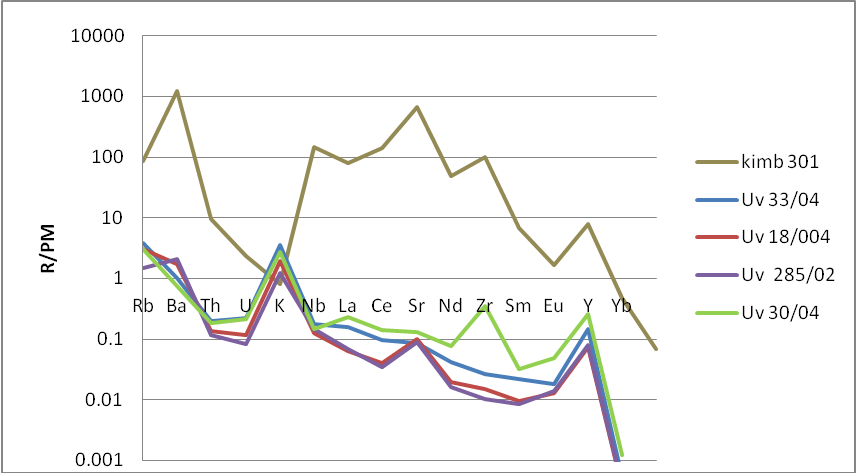 10000
1000
100
10
1
0.1
0.01
0.001
R/PM
Rb Ba Th U K Nb La Ce Sr Nd Zr Sm Eu Y Yb
kimb 301
Uv 33/04
Uv 18/004
Uv 285/02
Uv 30/04